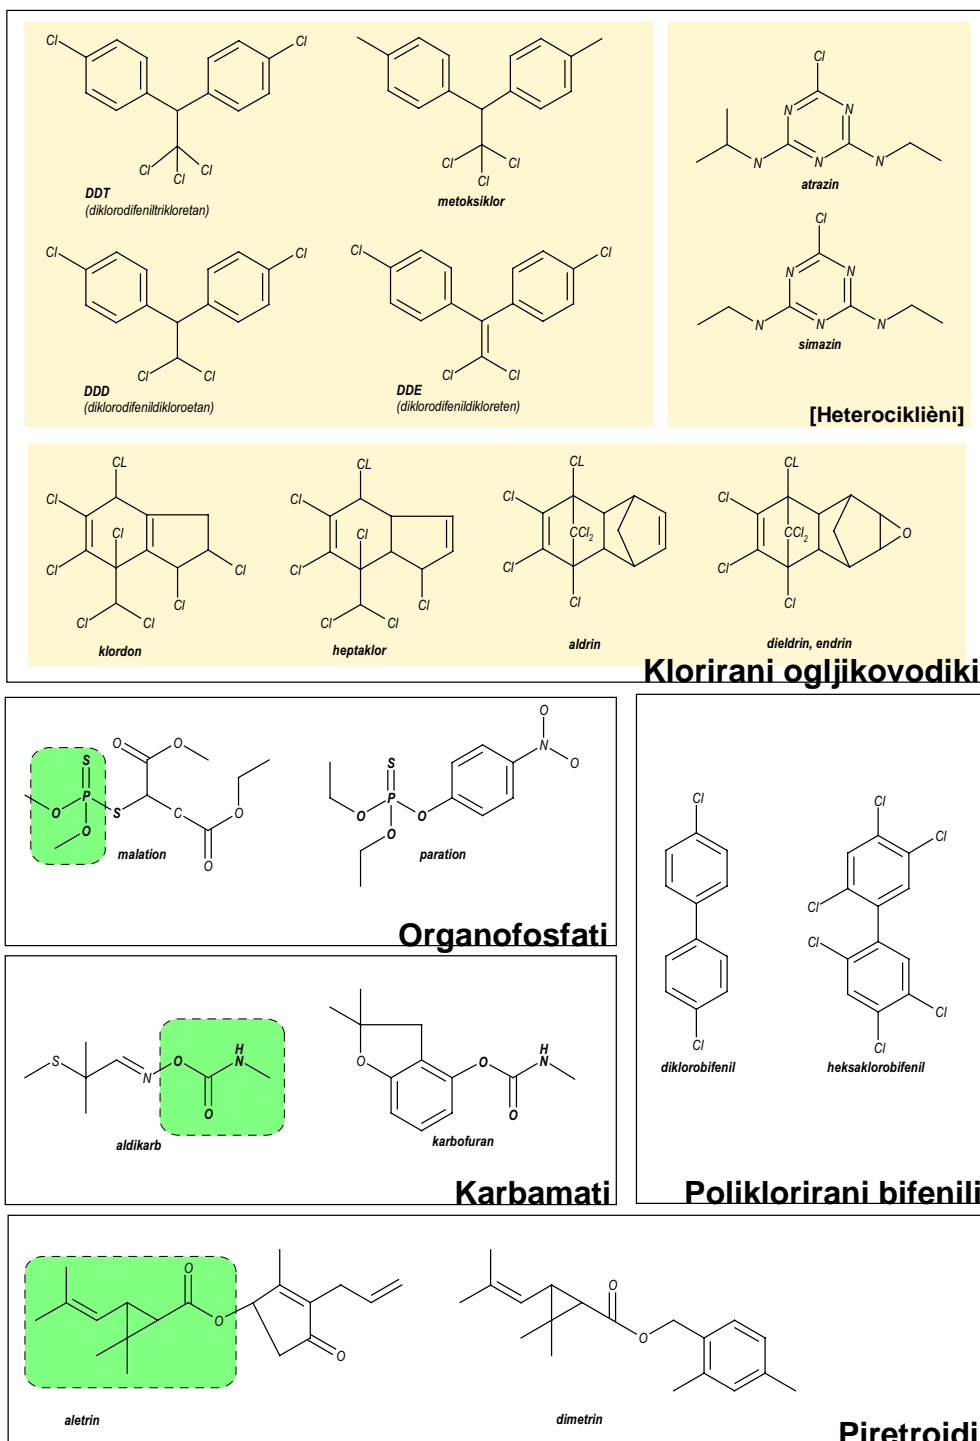 Cl
Cl
Cl
Cl
Cl
DDT
(diklorodifeniltrikloretan)
Cl
Cl
Cl
metoksiklor
Cl
N
N
N
N
N
atrazin
Cl
Cl
Cl
Cl
DDD
(diklorodifenildikloroetan)
Cl
Cl
Cl
Cl
DDE
(diklorodifenildikloreten)
Cl
N
N
N
N
N
simazin
[Heterociklièni]
CL
Cl
Cl
Cl
Cl
Cl
Cl
Cl
klordon
CL
Cl
Cl
Cl
Cl
Cl
Cl
heptaklor
CL
Cl
CCl2
Cl
Cl
aldrin
CL
Cl
CCl2
O
Cl
Cl
dieldrin, endrin
Klorirani ogljikovodiki
O
O
S
P
O
S
C
O
O
O
malation
O
N
O
S
P
O
O
O
paration
Organofosfati
S
N
O
H
N
O
aldikarb
O
O
H
N
O
karbofuran
Karbamati
Cl
Cl
diklorobifenil
Cl
Cl
Cl
Cl
Cl
Cl
heksaklorobifenil
Poliklorirani bifenili
O
O
O
aletrin
O
O
dimetrin
Piretroidi